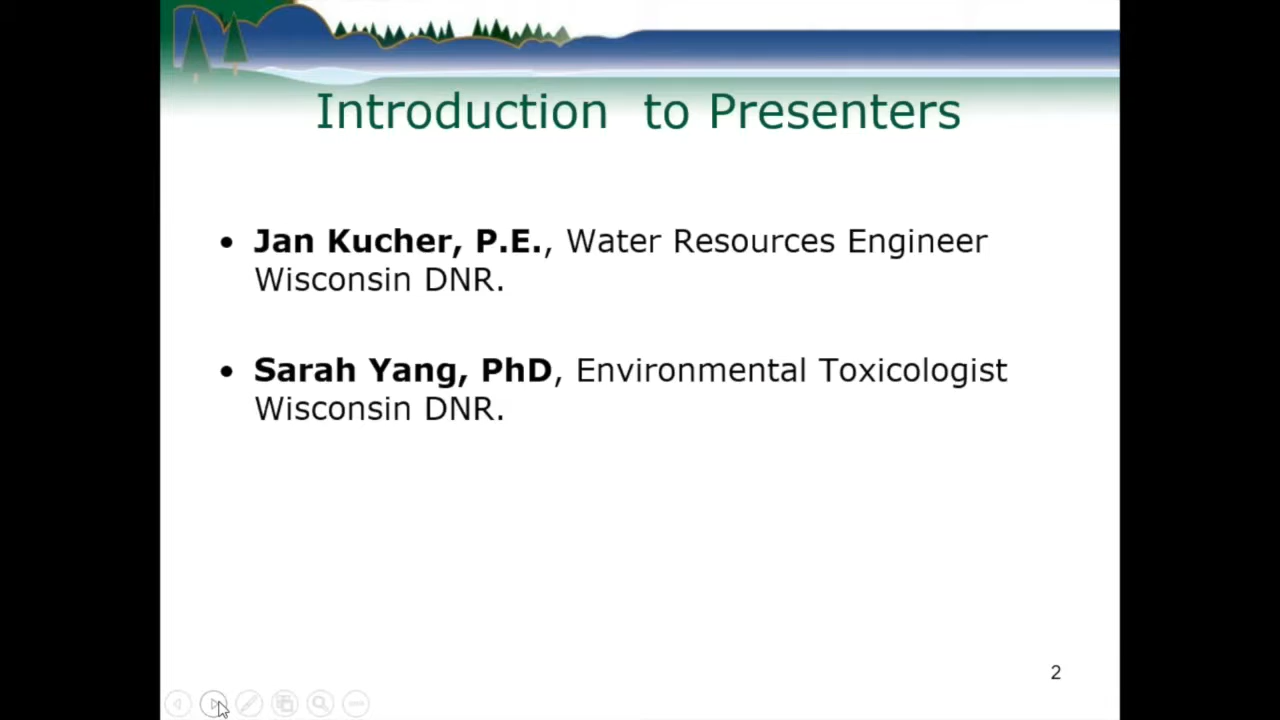 Introduction to Presenters
• Jan Kucher, P.E., Water Resources Engineer
Wisconsin DNR.
• Sarah Yang, PhD, Environmental Toxicologist
Wisconsin DNR.
2